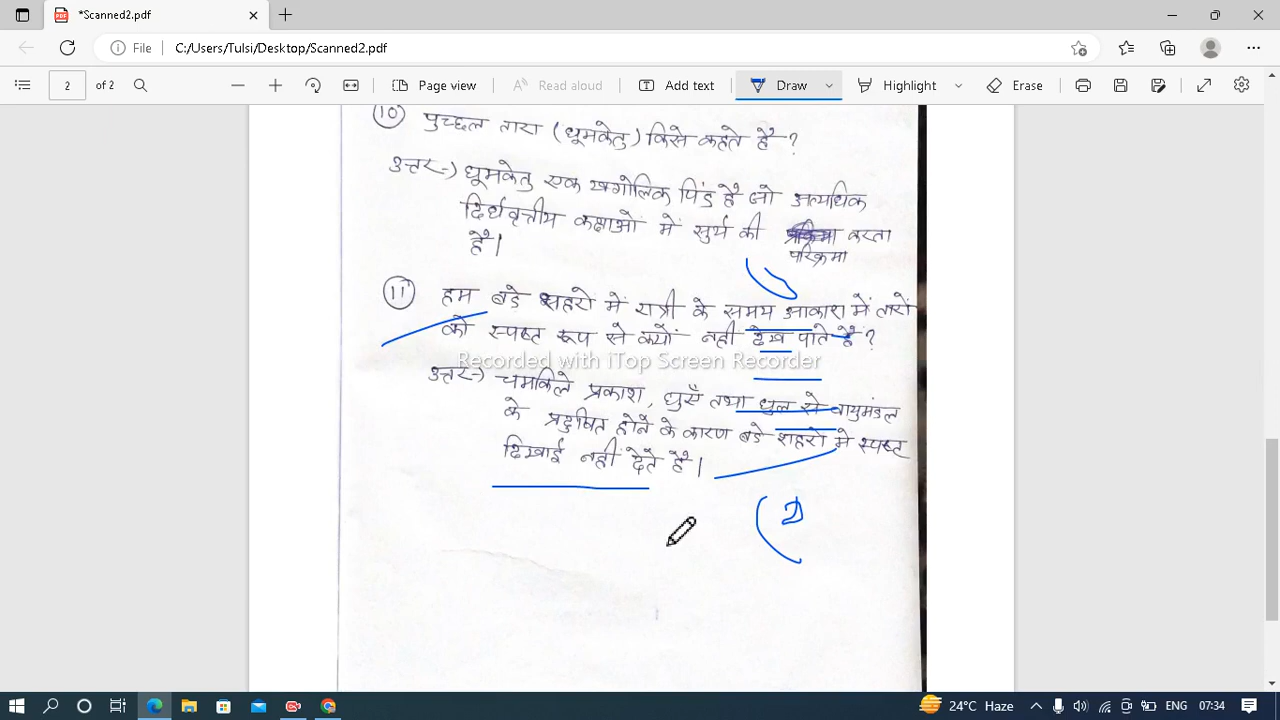 *Scanned2.pdf
File C:/Users/Tulsi/Desktop/Scanned2.pdf
2 of 2 Page view Read aloud Add text Draw Highlight Erase
10 पुच्छल तारा (धूमकेतु) किसे कहते हैं?
उत्तर-) धूमकेतु एक खगोलिक पिंड हैं जो अत्यधिक
दिर्घवृत्तीय कक्षाओं में सुर्य की करता
परिक्रमा
हैं।
11 हम बडे शहरों में रात्री के समय आकाश में तारों
को स्पष्ट रूप से क्यों नही देख पाते हैं?
Recorded with iTop Screen Recorder
उत्तर-) चमकिले प्रकाश, धुएँ तथा धुल से वायुमंडल
के प्रदुषित होने के कारण बडे शहरों मे स्पष्ट
दिखाई नहीं देते हैं।
24°C Haze ENG 07:34